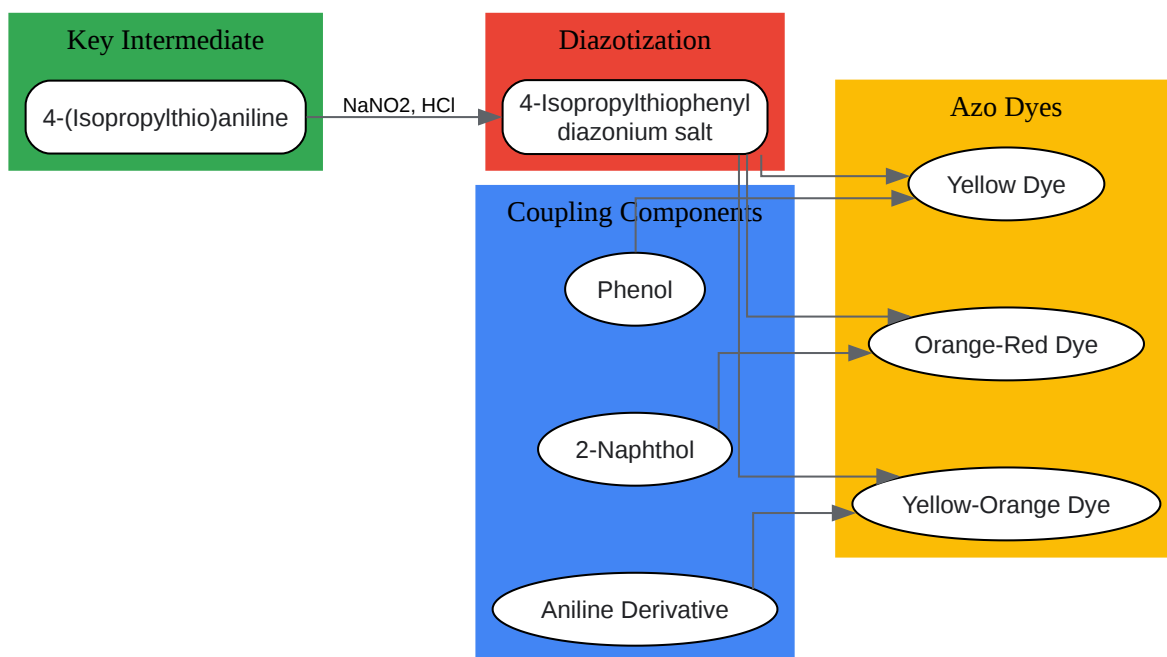 Key Intermediate
4-(Isopropylthio)aniline
NaNO2, HCl
Diazotization
4-Isopropylthiophenyl
diazonium salt
Coupling Components
Phenol
2-Naphthol
Aniline Derivative
Azo Dyes
Yellow Dye
Orange-Red Dye
Yellow-Orange Dye